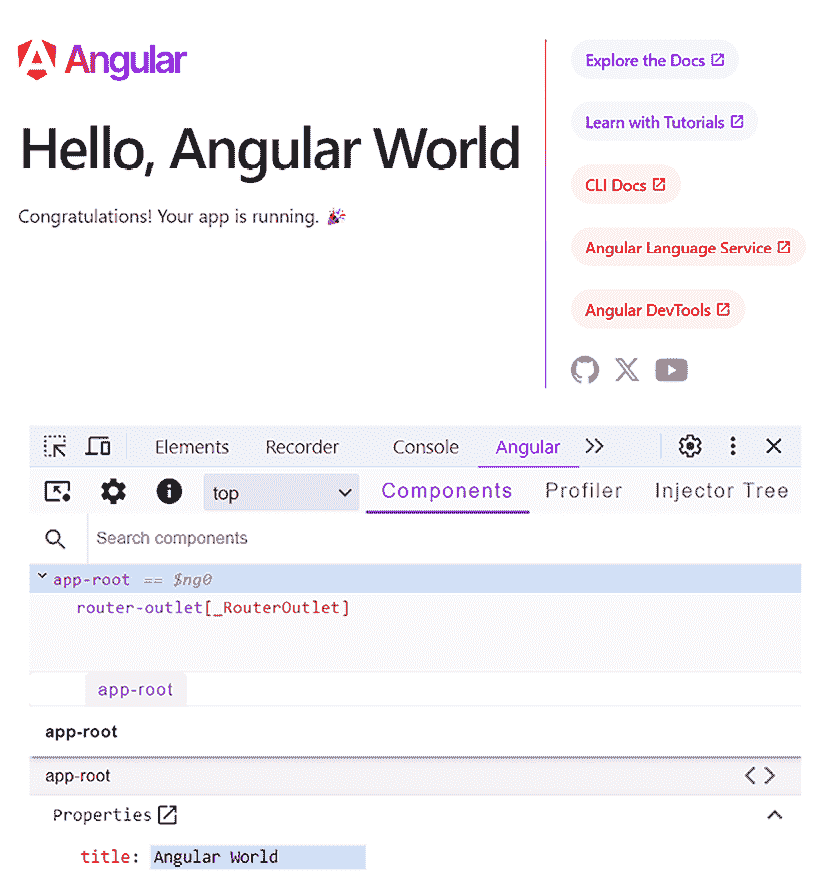 Angular
Hello, Angular World
Congratulations! Your app is running. 🎉
Explore the Docs
Learn with Tutorials
CLI Docs
Angular Language Service
Angular DevTools
Elements Recorder Console Angular
top Components Profiler Injector Tree
Search components
app-root == $ng0
router-outlet[_RouterOutlet]
app-root
app-root
app-root
Properties
title: Angular World